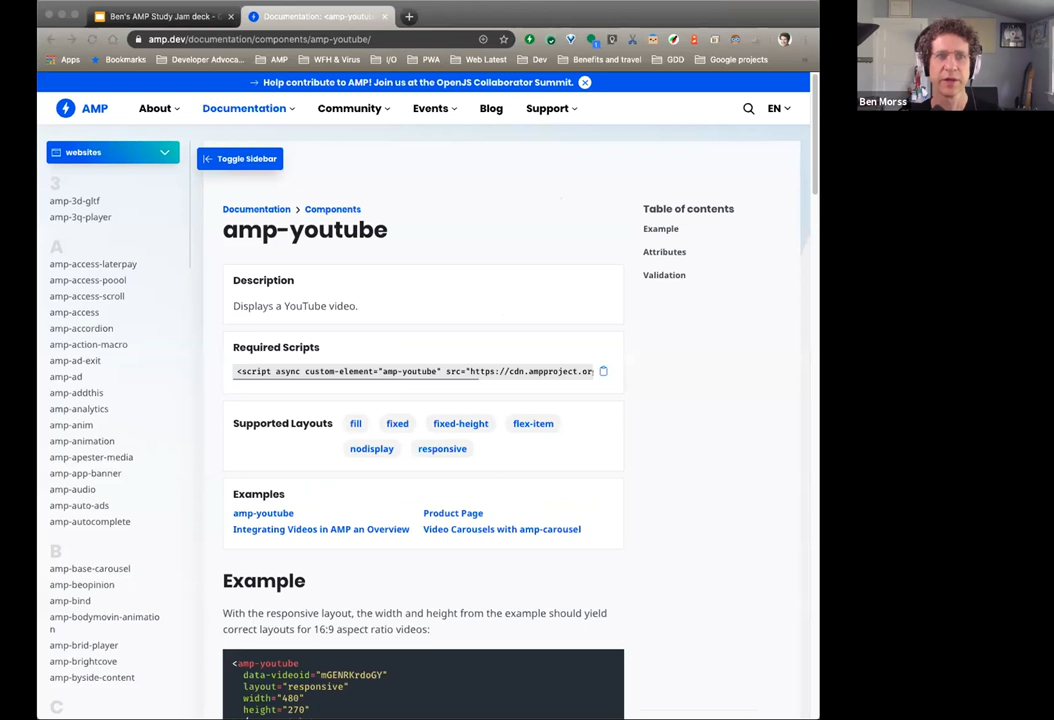 Ben's AMP Study Jam deck - G
Documentation: <amp-youtube
amp.dev/documentation/components/amp-youtube/
Apps
Bookmarks
Developer Advoca...
AMP
WFH & Virus
I/O
PWA
Web Latest
Dev
Benefits and travel
GDD
Google projects
Ben Morss
→ Help contribute to AMP! Join us at the OpenJS Collaborator Summit.
AMP
About
Documentation
Community
Events
Blog
Support
EN
websites
Toggle Sidebar
3
amp-3d-gltf
amp-3q-player
A
amp-access-laterpay
amp-access-poool
amp-access-scroll
amp-access
amp-accordion
amp-action-macro
amp-ad-exit
amp-ad
amp-addthis
amp-analytics
amp-anim
amp-animation
amp-apester-media
amp-app-banner
amp-audio
amp-auto-ads
amp-autocomplete
B
amp-base-carousel
amp-beopinion
amp-bind
amp-bodymovin-animatio
n
amp-brid-player
amp-brightcove
amp-byside-content
C
Documentation > Components
amp-youtube
Description
Displays a YouTube video.
Required Scripts
<script async custom-element="amp-youtube" src="https://cdn.ampproject.or
Supported Layouts
fill
fixed
fixed-height
flex-item
nodisplay
responsive
Examples
amp-youtube
Product Page
Integrating Videos in AMP an Overview
Video Carousels with amp-carousel
Example
With the responsive layout, the width and height from the example should yield
correct layouts for 16:9 aspect ratio videos:
<amp-youtube
data-videoid="mGENRKrdoGY"
layout="responsive"
width="480"
height="270"
Table of contents
Example
Attributes
Validation